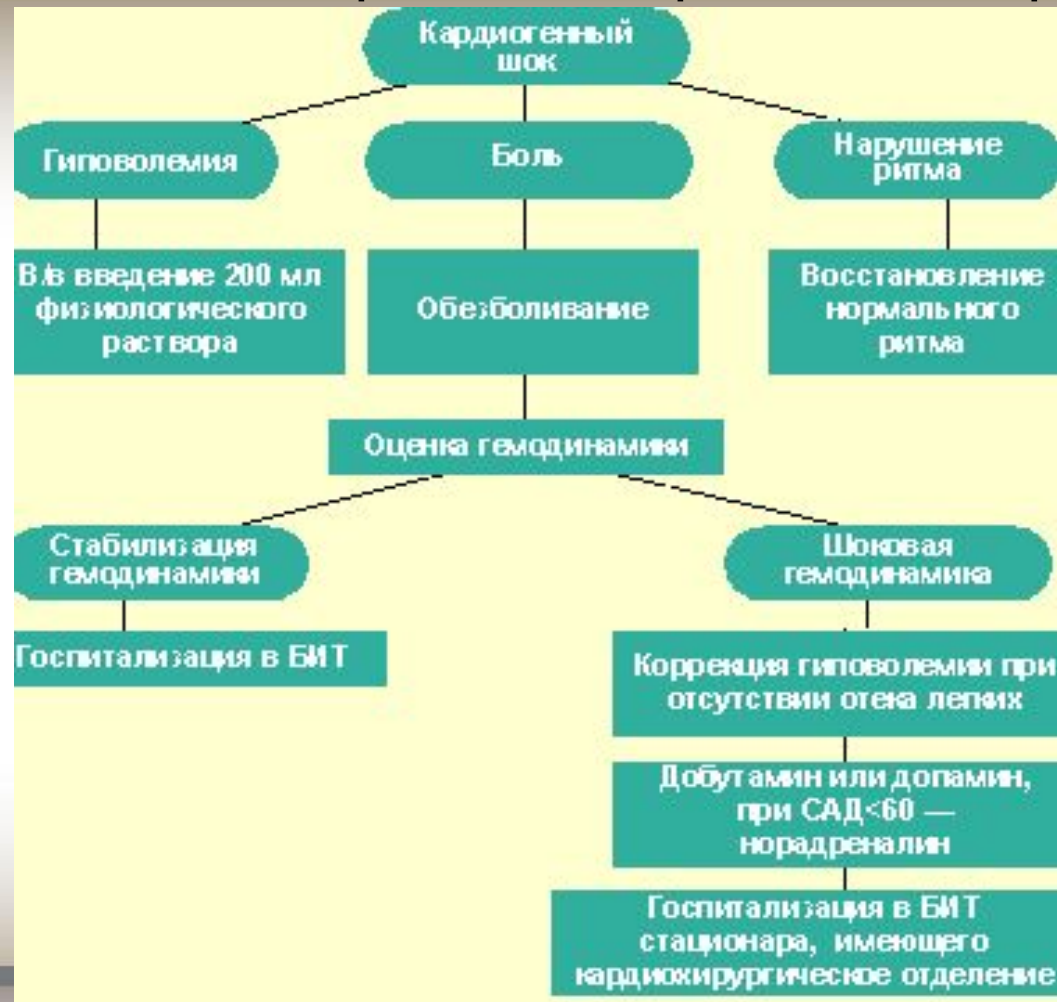 Кардиогенный
шок
Гиповолемия
Боль
Нарушение
ритма
В/в введение 200 мл
физиологического
раствора
Обезболивание
Восстановление
нормального
ритма
Оценка гемодинамики
Стабилизация
гемодинамики
Шоковая
гемодинамика
Госпитализация в БИТ
Коррекция гиповолемии при
отсутствии отека легких
Добутамин или допамин,
при САД<60 —
норадреналин
Госпитализация в БИТ
стационара, имеющего
кардиохирургическое отделение